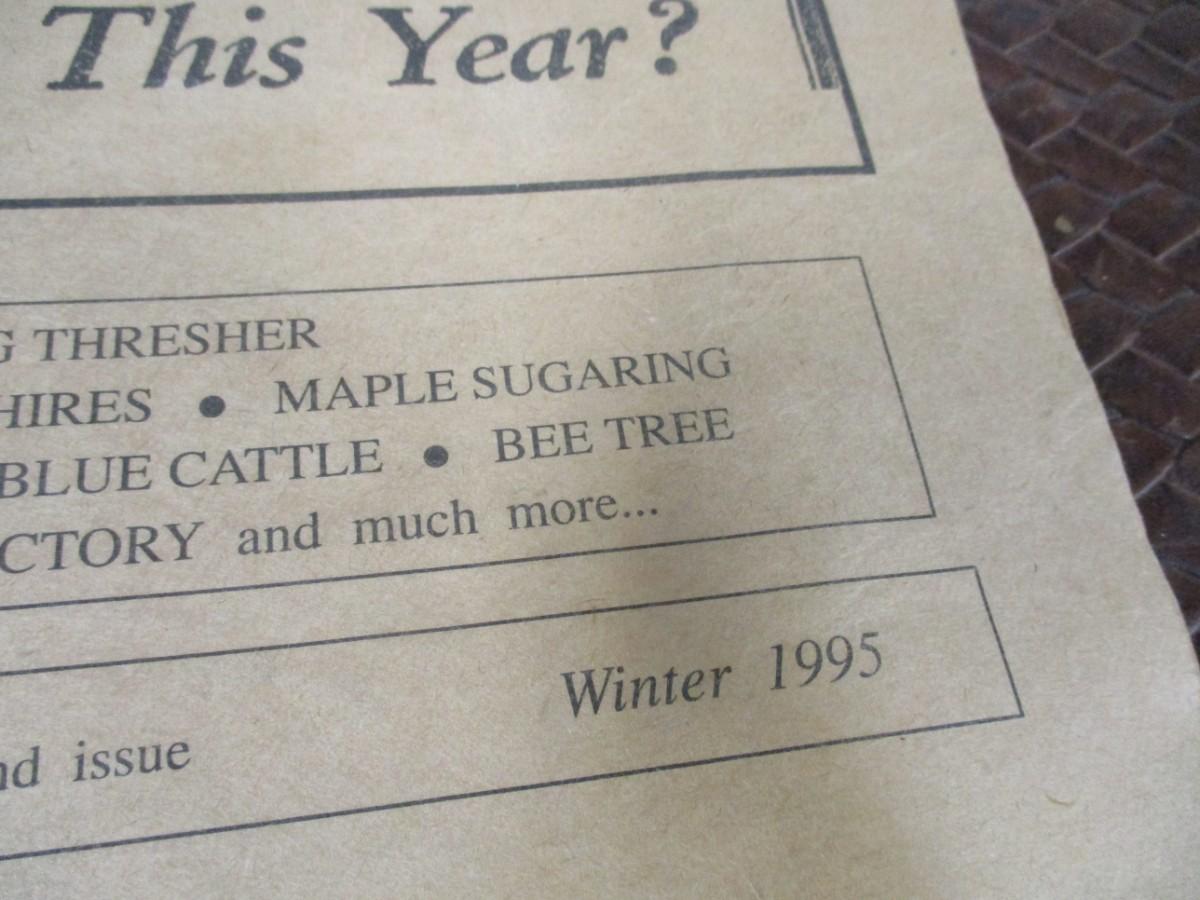 This Year?
G THRESHER
HIRES • MAPLE SUGARING
BLUE CATTLE • BEE TREE
CTORY and much more...
Winter 1995
nd issue